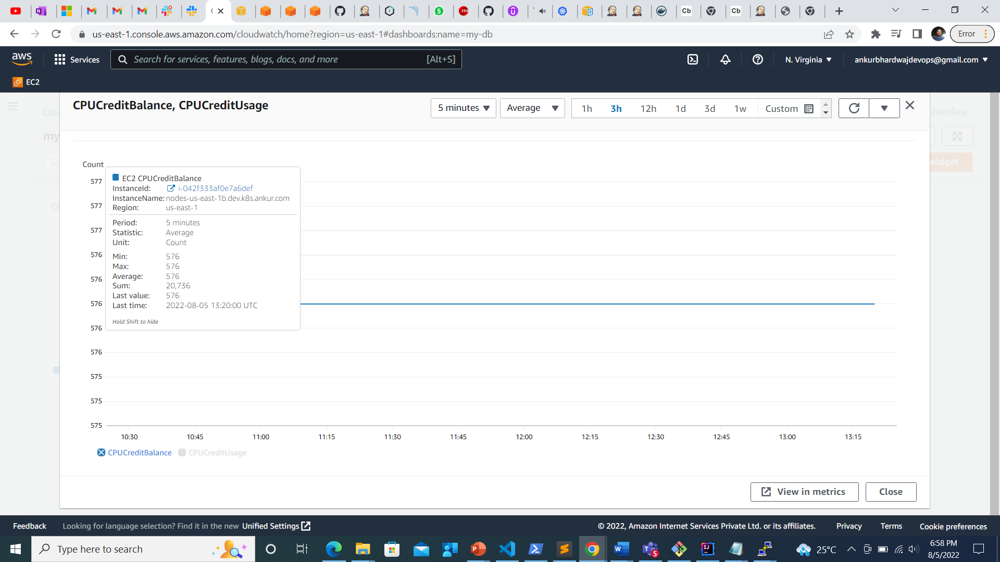 us-east-1.console.aws.amazon.com/cloudwatch/home?region=us-east-1#dashboards:name=my-db
Error
aws
Services
Search for services, features, blogs, docs, and more
[Alt+S]
N. Virginia
ankurbhardwajdevops@gmail.com
EC2
CPUCreditBalance, CPUCreditUsage
5 minutes
Average
1h
3h
12h
1d
3d
1w
Custom
Clou
interface
my
Se
widget
CP
Count
577
577
577
576
576
576
576
576
575
575
575
EC2 CPUCreditBalance
InstanceId: i-042f333af0e7a6def
InstanceName: nodes-us-east-1b.dev.k8s.ankur.com
Region: us-east-1
Period: 5 minutes
Statistic: Average
Unit: Count
Min: 576
Max: 576
Average: 576
Sum: 20,736
Last value: 576
Last time: 2022-08-05 13:20:00 UTC
Hold Shift to hide
10:30 10:45 11:00 11:15 11:30 11:45 12:00 12:15 12:30 12:45 13:00 13:15
CPUCreditBalance CPUCreditUsage
View in metrics
Close
Feedback
Looking for language selection? Find it in the new Unified Settings
© 2022, Amazon Internet Services Private Ltd. or its affiliates.
Privacy
Terms
Cookie preferences
Type here to search
25°C
6:58 PM
8/5/2022